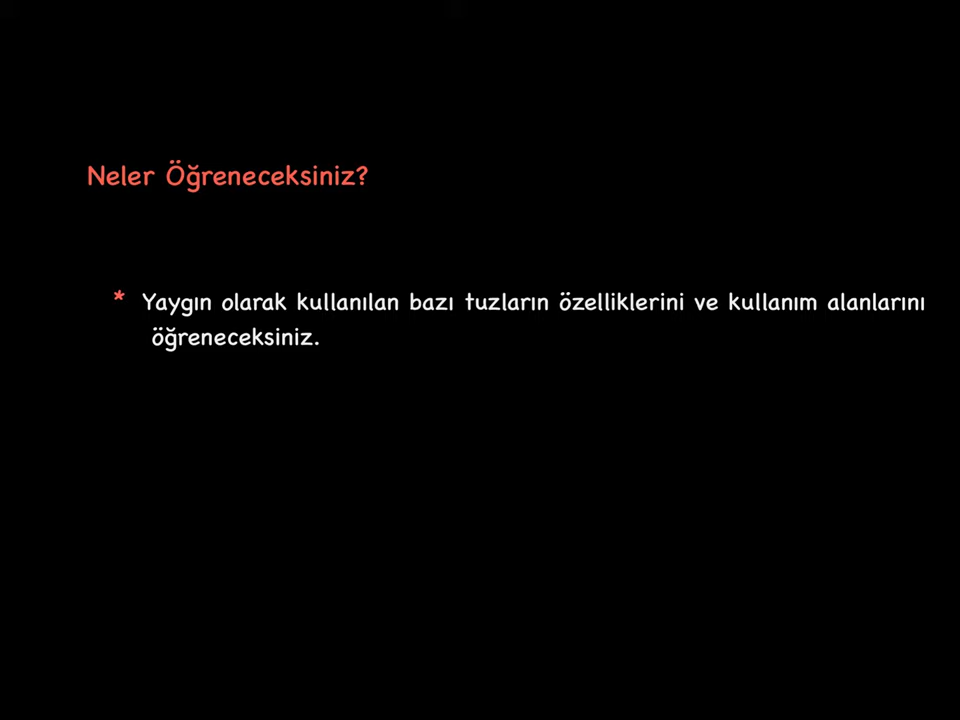 Neler Öğreneceksiniz?
* Yaygın olarak kullanılan bazı tuzların özelliklerini ve kullanım alanlarını
öğreneceksiniz.